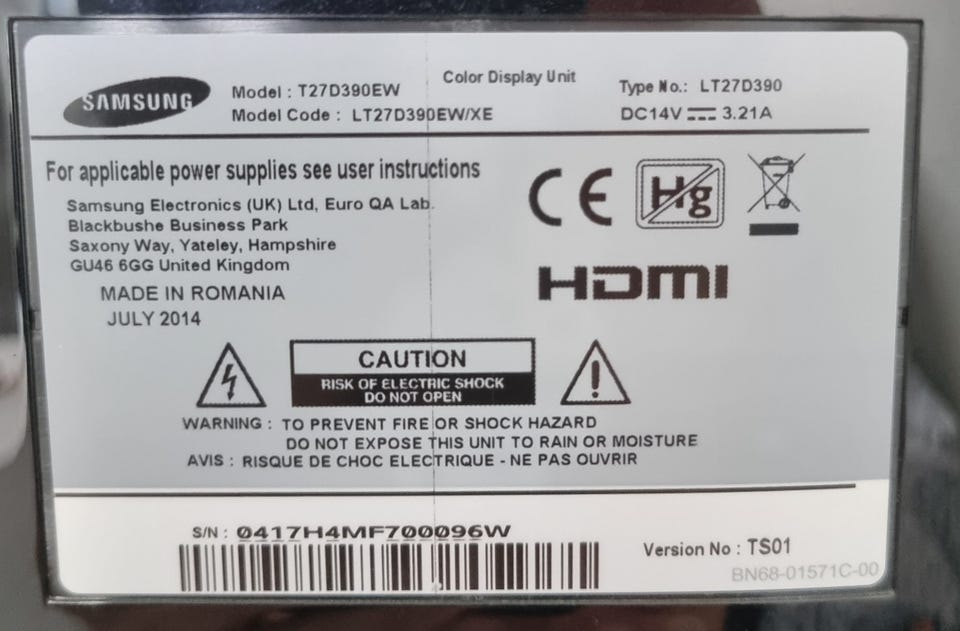 SAMSUNG
Model : T27D390EW
Model Code : LT27D390EW/XE
Color Display Unit
Type No.: LT27D390
DC14V 3.21A
For applicable power supplies see user instructions
Samsung Electronics (UK) Ltd, Euro QA Lab.
Blackbushe Business Park
Saxony Way, Yateley, Hampshire
GU46 6GG United Kingdom
MADE IN ROMANIA
JULY 2014
CE
Hg
HDMI
CAUTION
RISK OF ELECTRIC SHOCK
DO NOT OPEN
WARNING : TO PREVENT FIRE OR SHOCK HAZARD
DO NOT EXPOSE THIS UNIT TO RAIN OR MOISTURE
AVIS : RISQUE DE CHOC ELECTRIQUE - NE PAS OUVRIR
S/N : 0417H4MF700096W
Version No : TS01
BN68-01571C-00